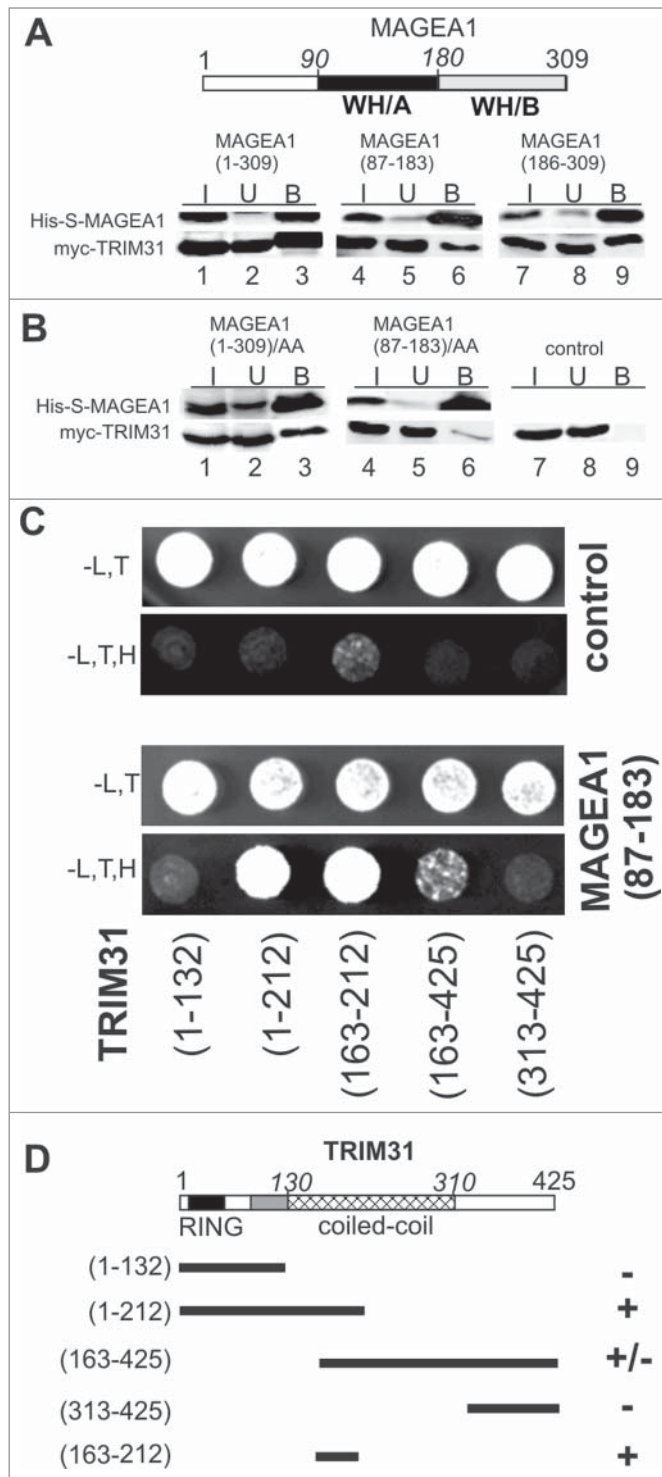 A
MAGEA1
1 90 180 309
WH/A WH/B
MAGEA1 MAGEA1 MAGEA1
(1-309) (87-183) (186-309)
I U B I U B I U B
His-S-MAGEA1
myc-TRIM31
1 2 3 4 5 6 7 8 9
B
MAGEA1 MAGEA1
(1-309)/AA (87-183)/AA control
I U B I U B I U B
His-S-MAGEA1
myc-TRIM31
1 2 3 4 5 6 7 8 9
C
-L,T
-L,T,H
control
-L,T
-L,T,H
MAGEA1
(87-183)
TRIM31
(1-132)
(1-212)
(163-212)
(163-425)
(313-425)
D
TRIM31
1 130 310 425
RING coiled-coil
(1-132) -
(1-212) +
(163-425) +/-
(313-425) -
(163-212) +